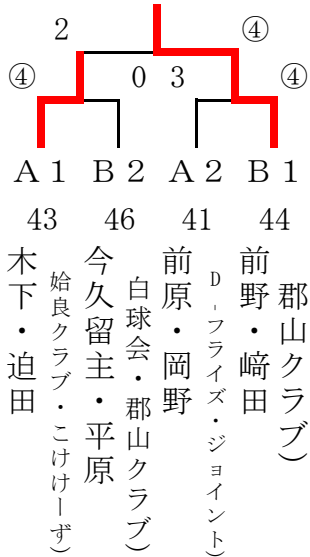 2 ④
④ 0 3 ④
A1 B2 A2 B1
43 46 41 44
木下・迫田
姶良クラブ・こけけーず)
今久留主・平原
白球会・郡山クラブ)
前原・岡野
D-フライズ・ジョイント)
前野・﨑田
郡山クラブ)